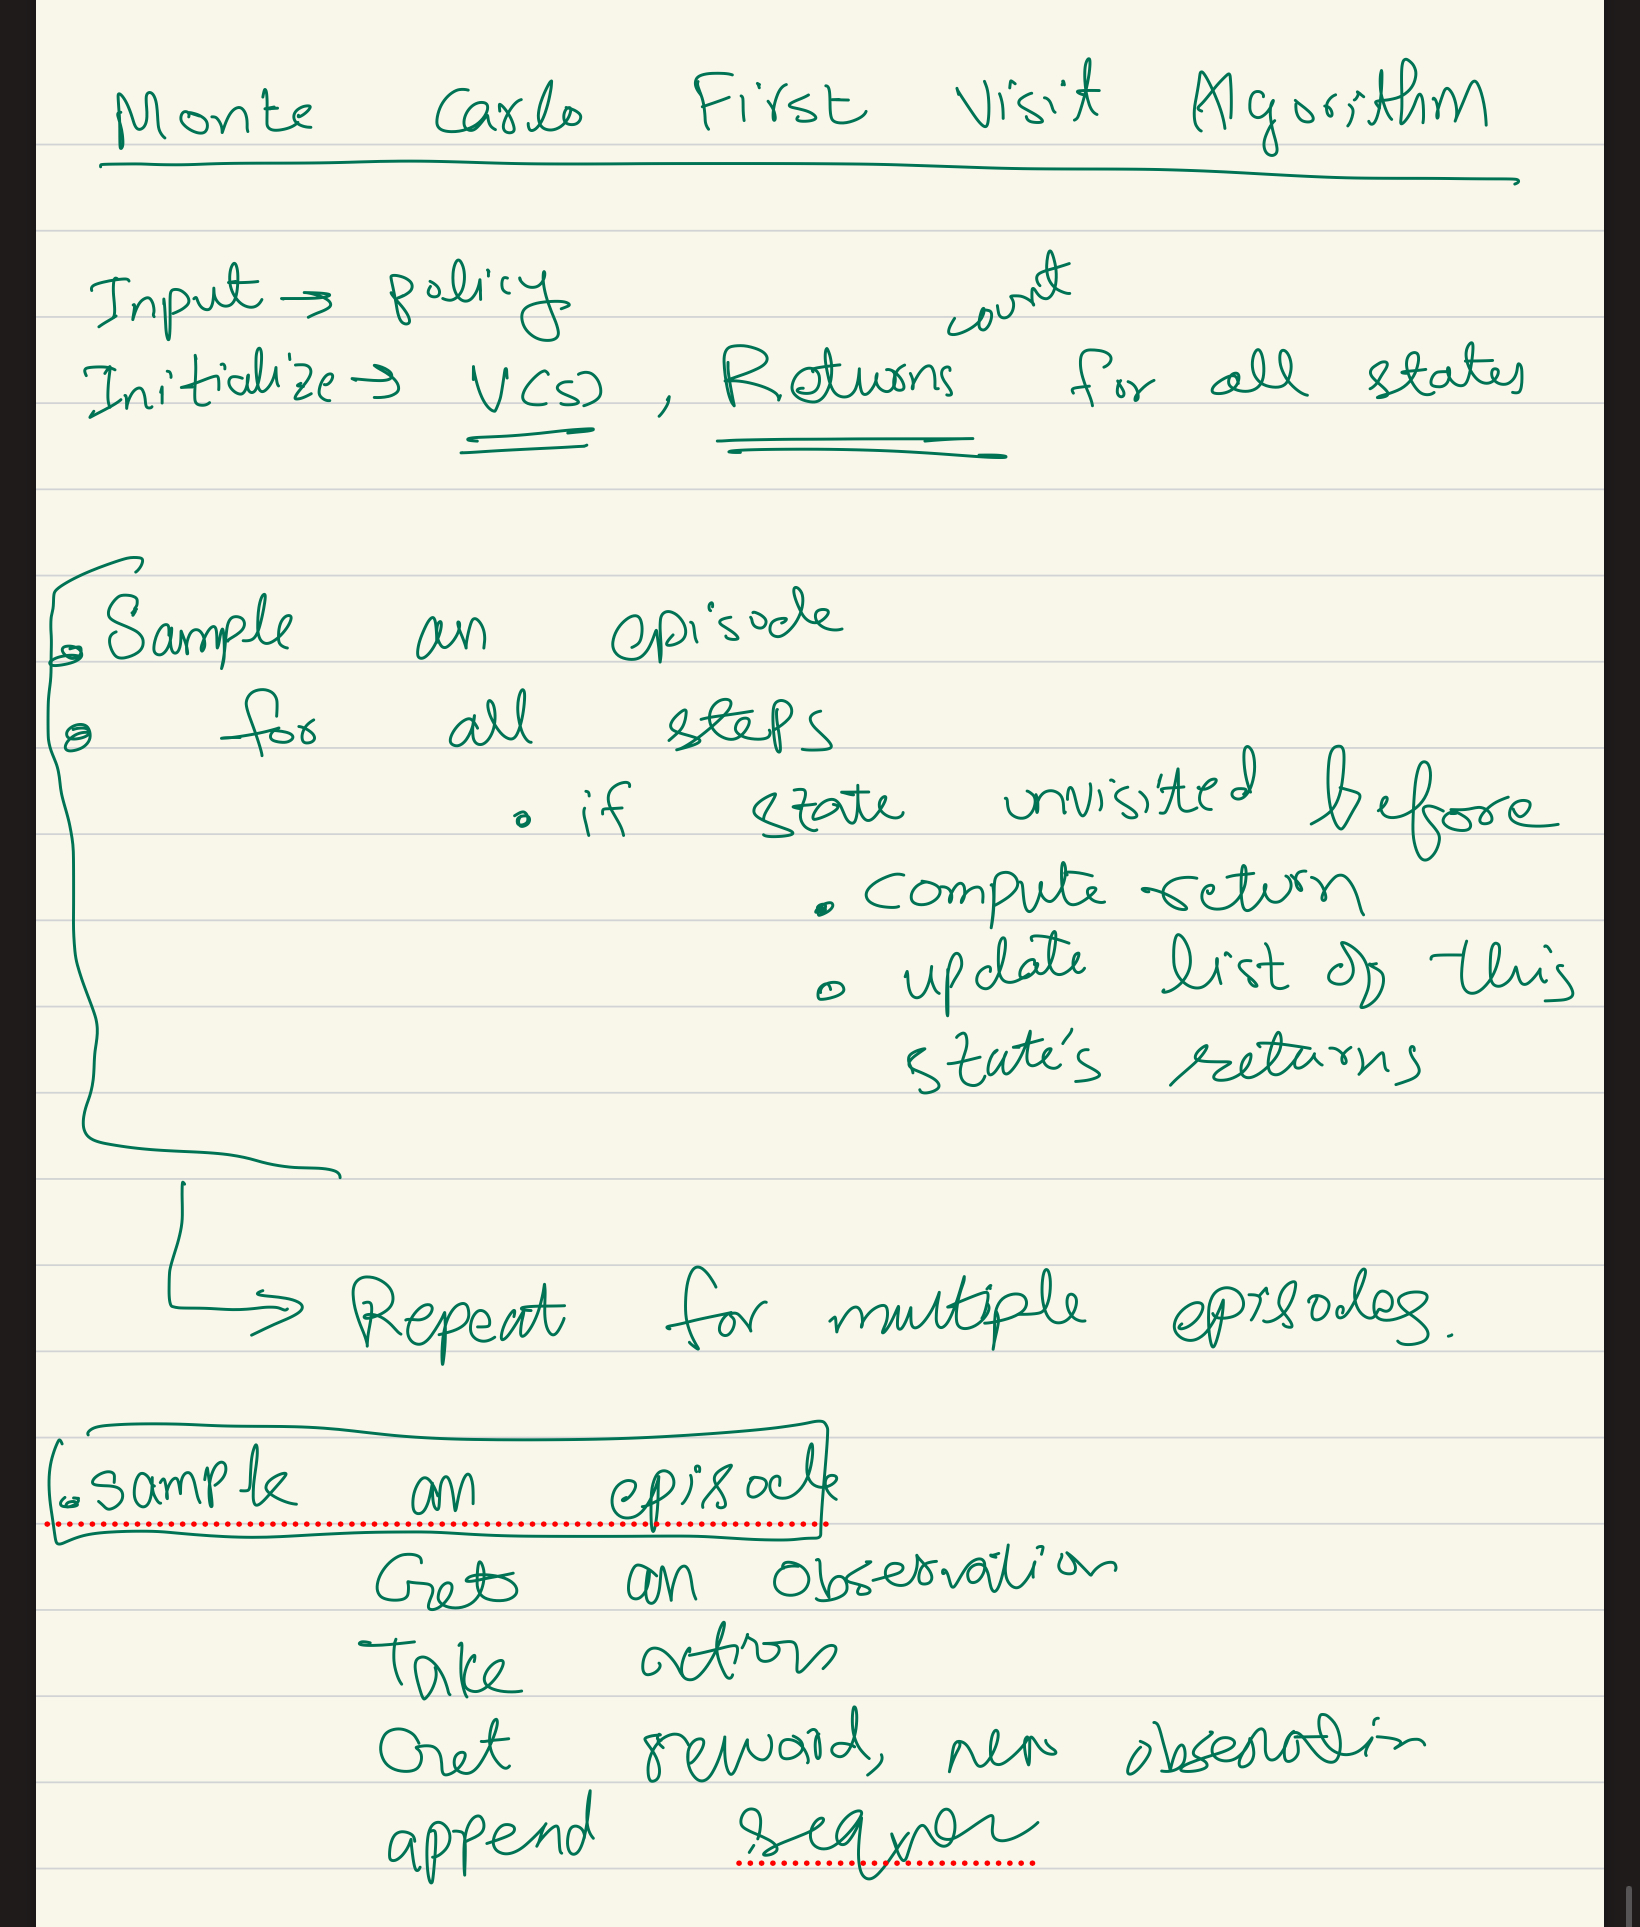 Monte Carlo First Visit Algorithm
Input → policy
count
Initialize → V(s), Returns for all states
• Sample an episode
• for all steps
• if state unvisited before
• compute return
• update list of this
state's returns
→ Repeat for multiple episodes.
• sample an episode
Gets an observation
Take action
Get reward, new observation
append